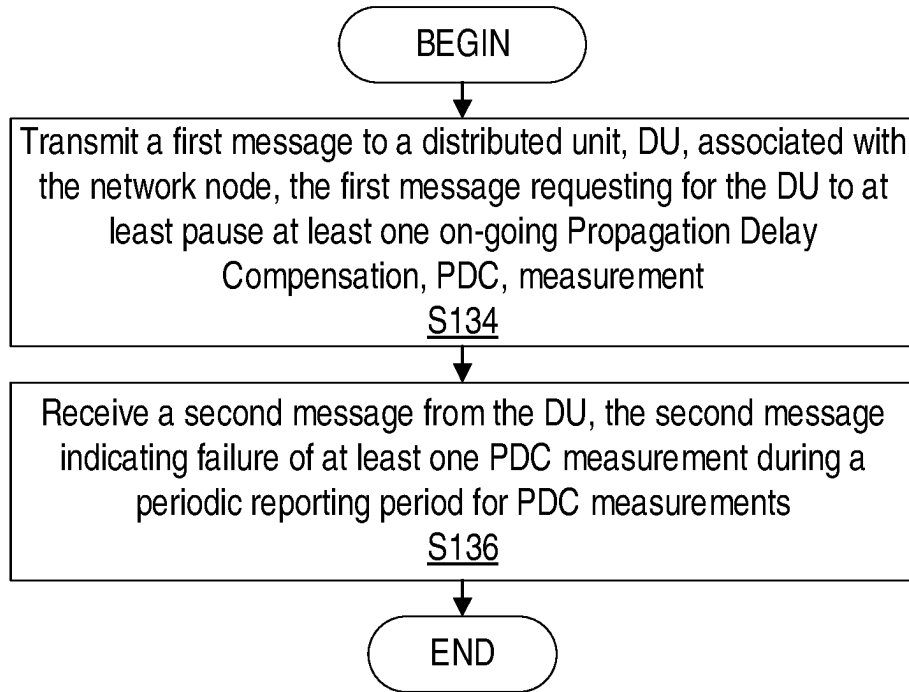 BEGIN
Transmit a first message to a distributed unit, DU, associated with
the network node, the first message requesting for the DU to at
least pause at least one on-going Propagation Delay
Compensation, PDC, measurement
S134
Receive a second message from the DU, the second message
indicating failure of at least one PDC measurement during a
periodic reporting period for PDC measurements
S136
END